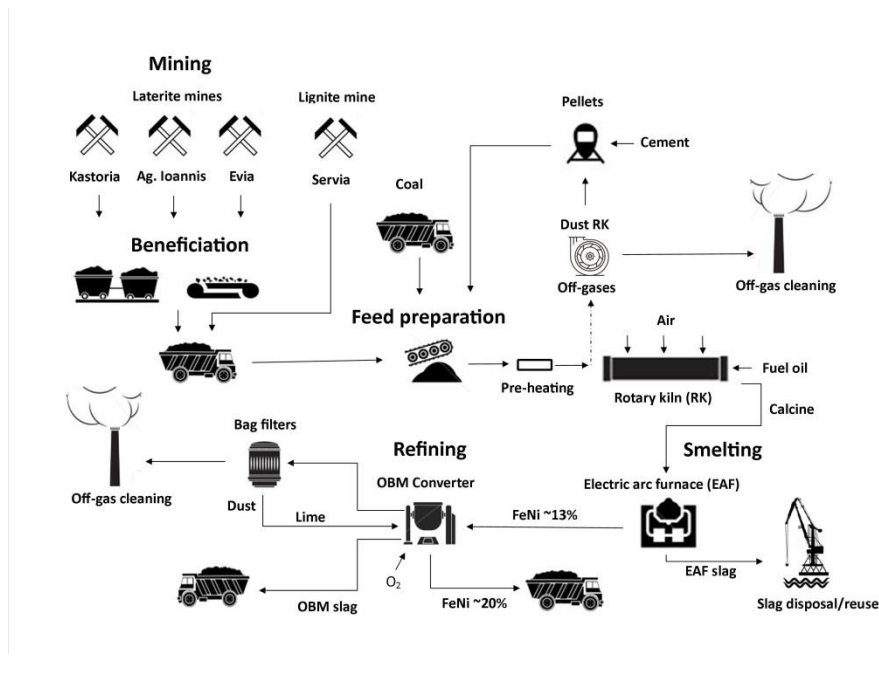 Mining
Laterite mines
Lignite mine
Kastoria
Ag. Ioannis
Evia
Servia
Coal
Pellets
Cement
Beneficiation
Dust RK
Off-gases
Off-gas cleaning
Feed preparation
Air
Pre-heating
Fuel oil
Rotary kiln (RK)
Calcine
Bag filters
Refining
Smelting
OBM Converter
Electric arc furnace (EAF)
Off-gas cleaning
Dust
Lime
FeNi ~13%
O₂
EAF slag
OBM slag
FeNi ~20%
Slag disposal/reuse